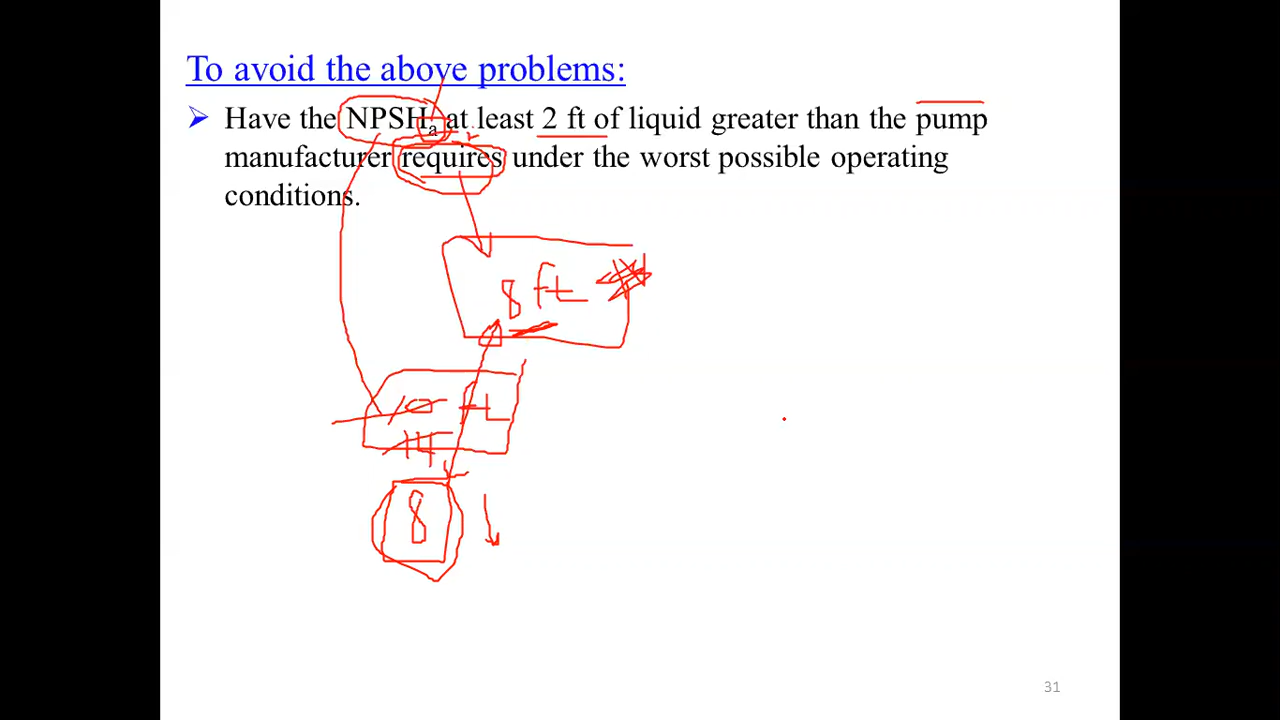 To avoid the above problems:
➢ Have the NPSHa at least 2 ft of liquid greater than the pump
manufacturer requires under the worst possible operating
conditions.
8 ft
10 ft
14
8
31